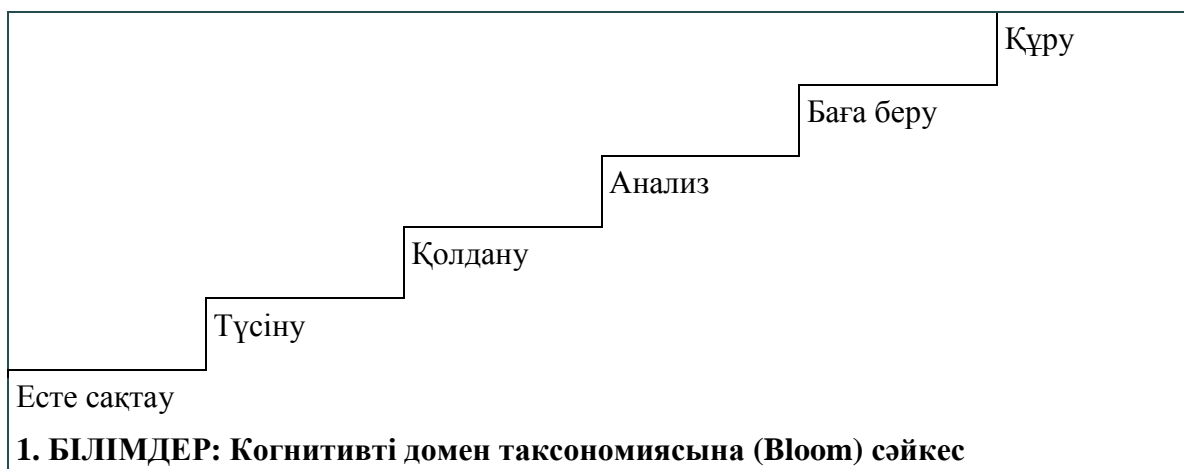 Құру
Баға беру
Анализ
Қолдану
Түсіну
Есте сақтау
1. БІЛІМДЕР: Когнитивті домен таксономиясына (Bloom) сәйкес